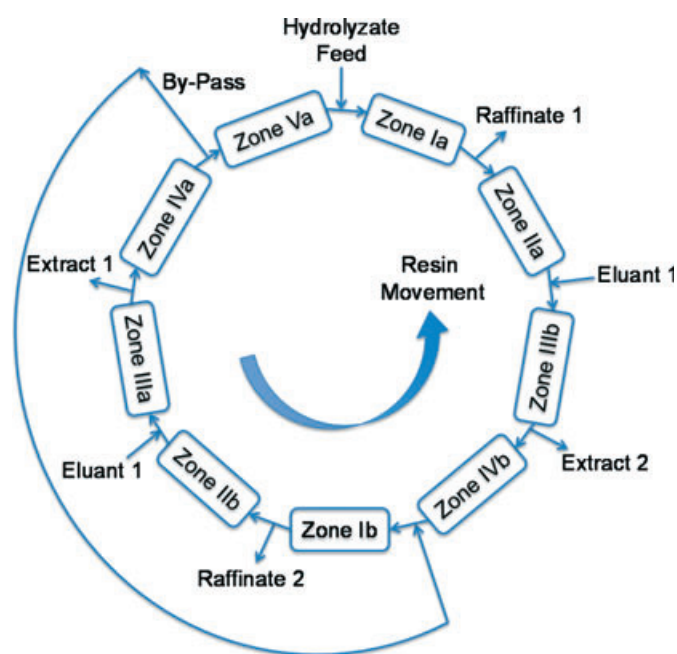 Hydrolyzate
Feed
By-Pass
Zone Va
Zone Ia
Raffinate 1
Zone IVa
Zone IIa
Extract 1
Resin
Movement
Eluant 1
Zone IIIa
Zone IIIb
Eluant 1
Zone IIb
Zone IVb
Extract 2
Zone Ib
Raffinate 2